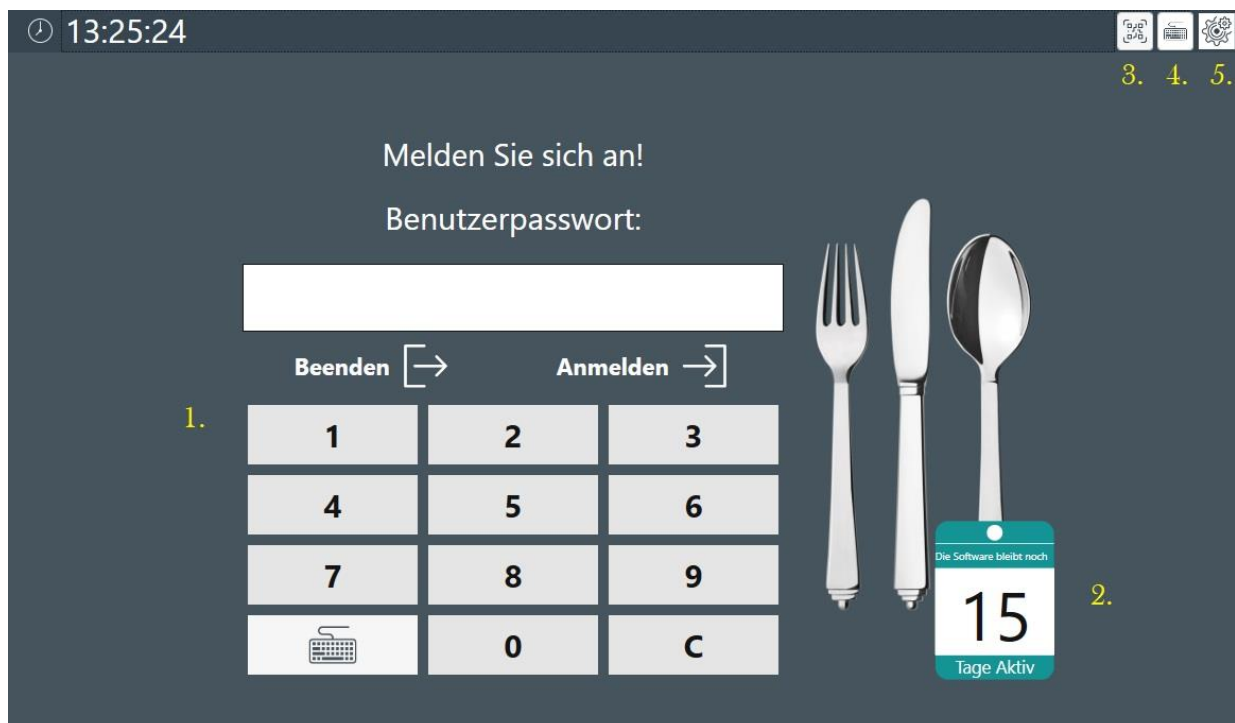 13:25:24
3. 4. 5.
Melden Sie sich an!
Benutzerpasswort:
Beenden Anmelden
1.
1 2 3
4 5 6
7 8 9
0 C
Die Software bleibt noch
15
Tage Aktiv
2.